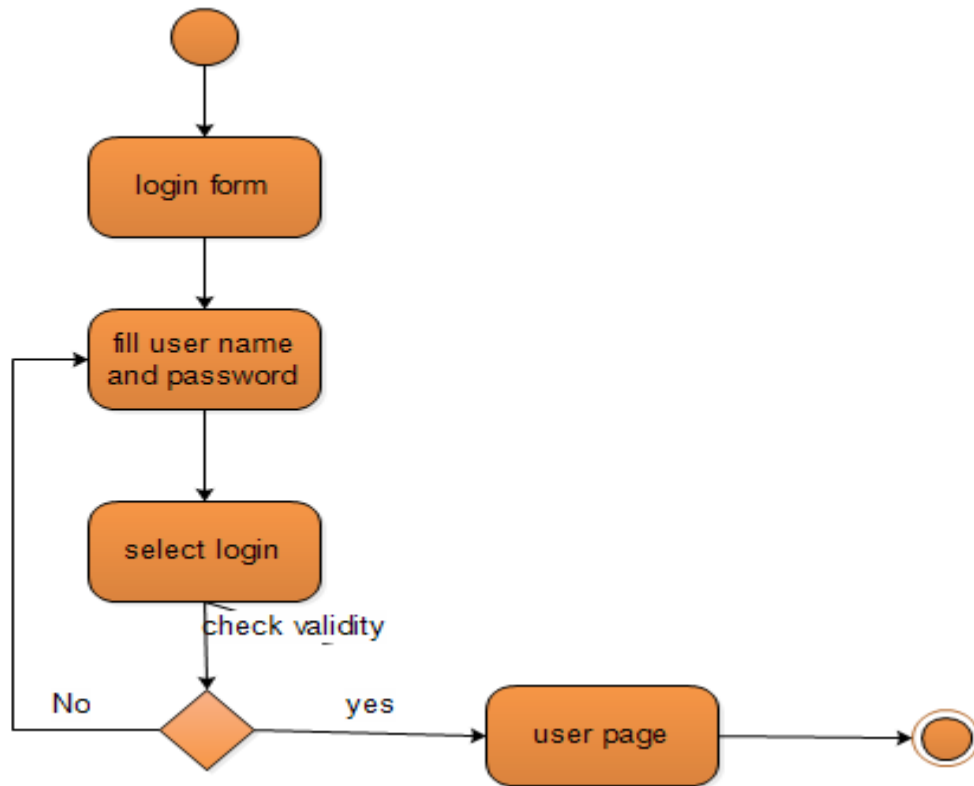 login form
fill user name
and password
select login
check validity
No
yes
user page